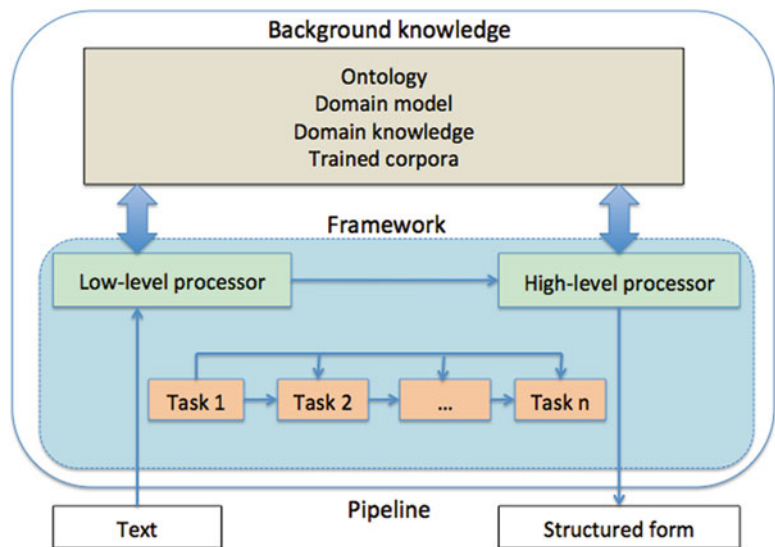 Background knowledge
Ontology
Domain model
Domain knowledge
Trained corpora
Framework
Low-level processor
High-level processor
Task 1
Task 2
...
Task n
Pipeline
Text
Structured form